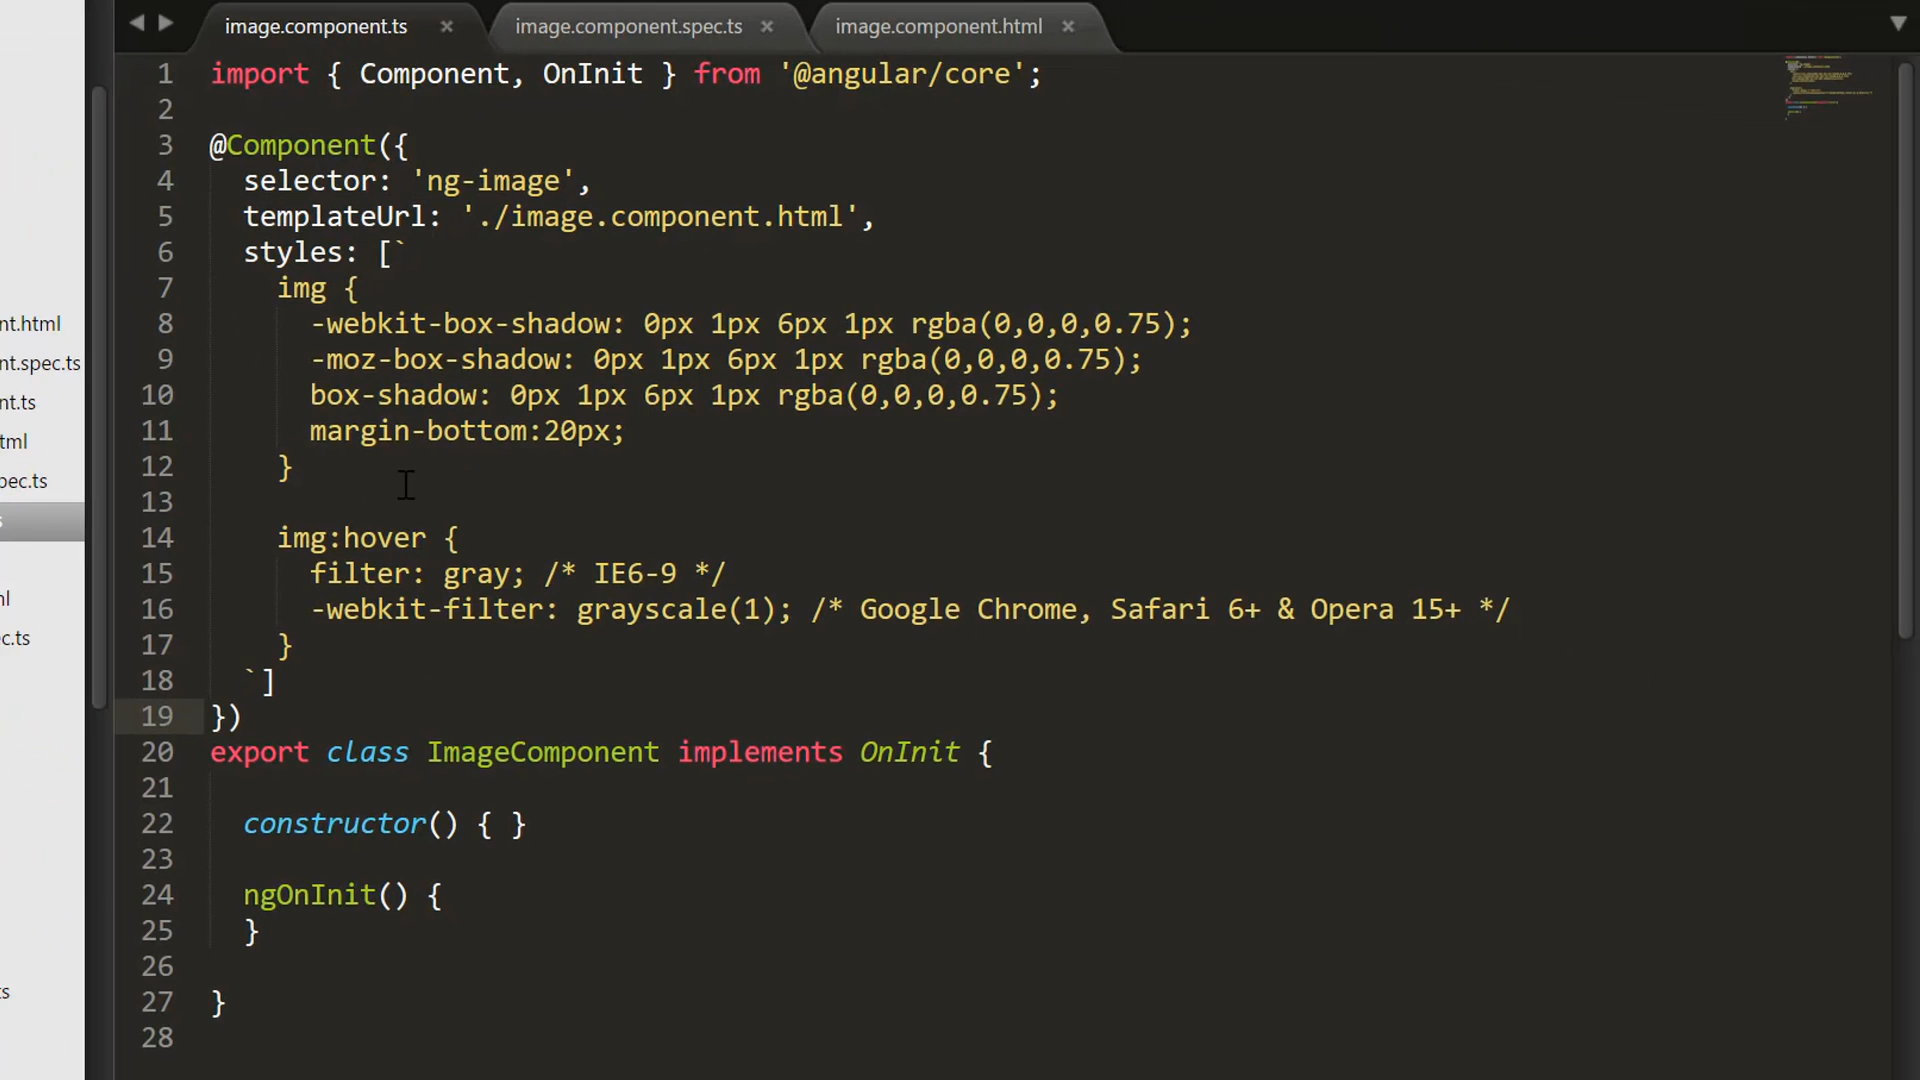 image.component.ts × image.component.spec.ts × image.component.html ×
1 import { Component, OnInit } from '@angular/core';
2
3 @Component({
4 selector: 'ng-image',
5 templateUrl: './image.component.html',
6 styles: [`
7 img {
8 -webkit-box-shadow: 0px 1px 6px 1px rgba(0,0,0,0.75);
9 -moz-box-shadow: 0px 1px 6px 1px rgba(0,0,0,0.75);
10 box-shadow: 0px 1px 6px 1px rgba(0,0,0,0.75);
11 margin-bottom:20px;
12 }
13
14 img:hover {
15 filter: gray; /* IE6-9 */
16 -webkit-filter: grayscale(1); /* Google Chrome, Safari 6+ & Opera 15+ */
17 }
18 `]
19 })
20 export class ImageComponent implements OnInit {
21
22 constructor() { }
23
24 ngOnInit() {
25 }
26
27 }
28
nt.html
nt.spec.ts
nt.ts
tml
pec.ts
s
ml
ec.ts
ts